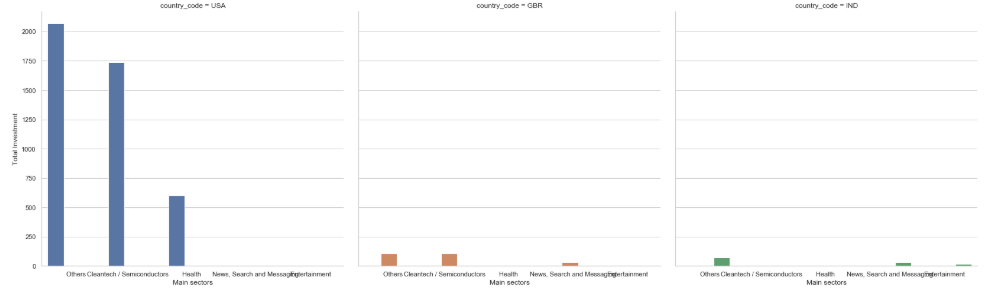 country_code = USA
country_code = GBR
country_code = IND
Total Investment
2000
1750
1500
1250
1000
750
500
250
0
Others Cleantech / Semiconductors Health News, Search and Messaging Entertainment
Main sectors
Others Cleantech / Semiconductors Health News, Search and Messaging Entertainment
Main sectors
Others Cleantech / Semiconductors Health News, Search and Messaging Entertainment
Main sectors